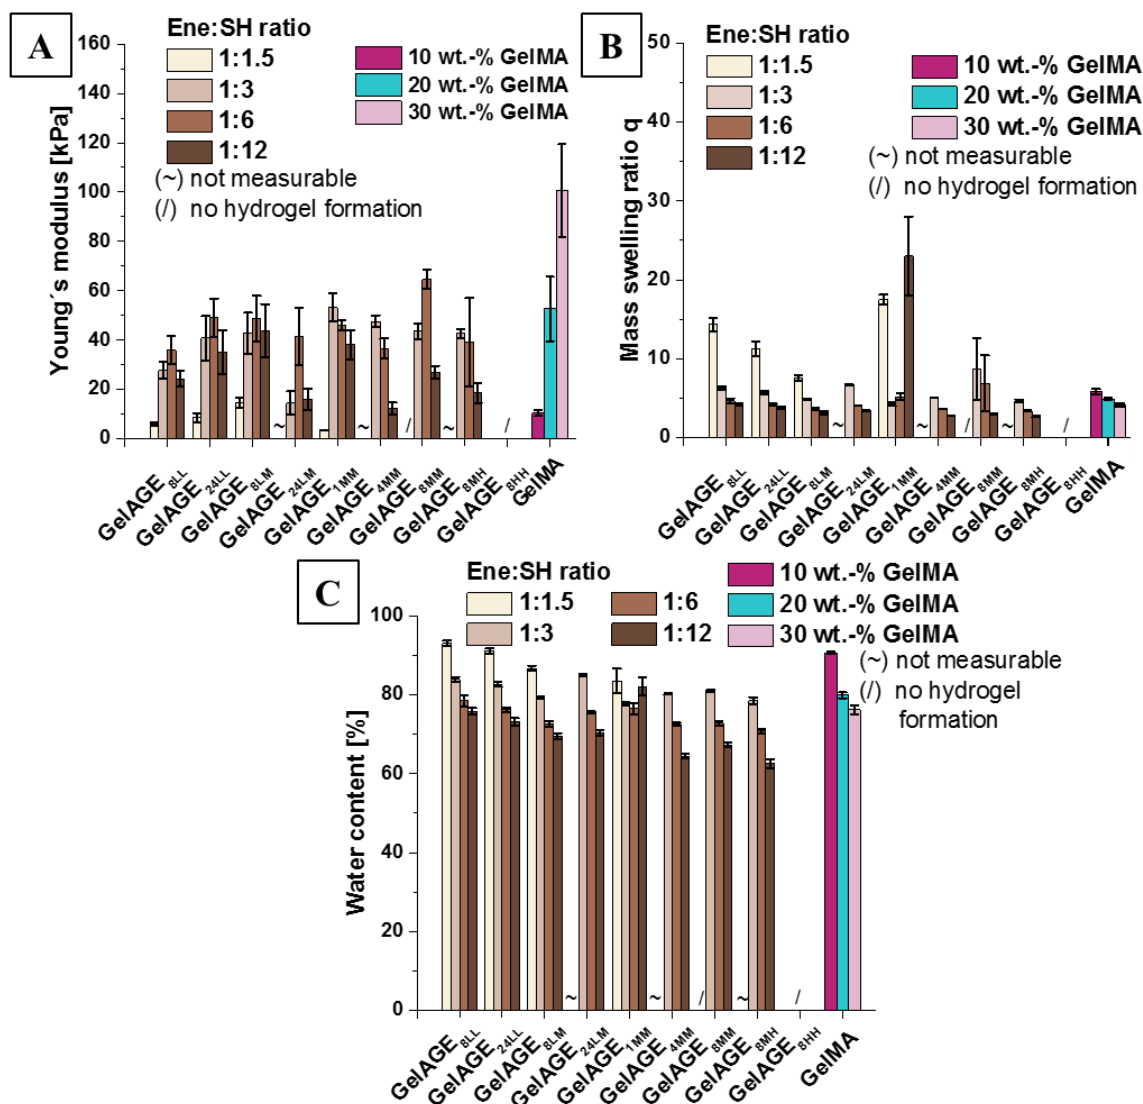 A
Ene:SH ratio
1:1.5
1:3
1:6
1:12
10 wt.-% GelMA
20 wt.-% GelMA
30 wt.-% GelMA
(~) not measurable
(/) no hydrogel formation
Young´s modulus [kPa]
160
140
120
100
80
60
40
20
0
~
~
/
~
/
GelAGE 8LL
GelAGE 24LL
GelAGE 8LM
GelAGE 24LM
GelAGE 1MM
GelAGE 4MM
GelAGE 8MM
GelAGE 8MH
GelAGE 8HH
GelMA
B
Ene:SH ratio
1:1.5
1:3
1:6
1:12
10 wt.-% GelMA
20 wt.-% GelMA
30 wt.-% GelMA
(~) not measurable
(/) no hydrogel formation
Mass swelling ratio q
50
40
30
20
10
0
~
~
/
~
/
GelAGE 8LL
GelAGE 24LL
GelAGE 8LM
GelAGE 24LM
GelAGE 1MM
GelAGE 4MM
GelAGE 8MM
GelAGE 8MH
GelAGE 8HH
GelMA
C
Ene:SH ratio
1:1.5
1:3
1:6
1:12
10 wt.-% GelMA
20 wt.-% GelMA
30 wt.-% GelMA
(~) not measurable
(/) no hydrogel
formation
Water content [%]
100
80
60
40
20
0
~
~
/
~
/
GelAGE 8LL
GelAGE 24LL
GelAGE 8LM
GelAGE 24LM
GelAGE 1MM
GelAGE 4MM
GelAGE 8MM
GelAGE 8MH
GelAGE 8HH
GelMA